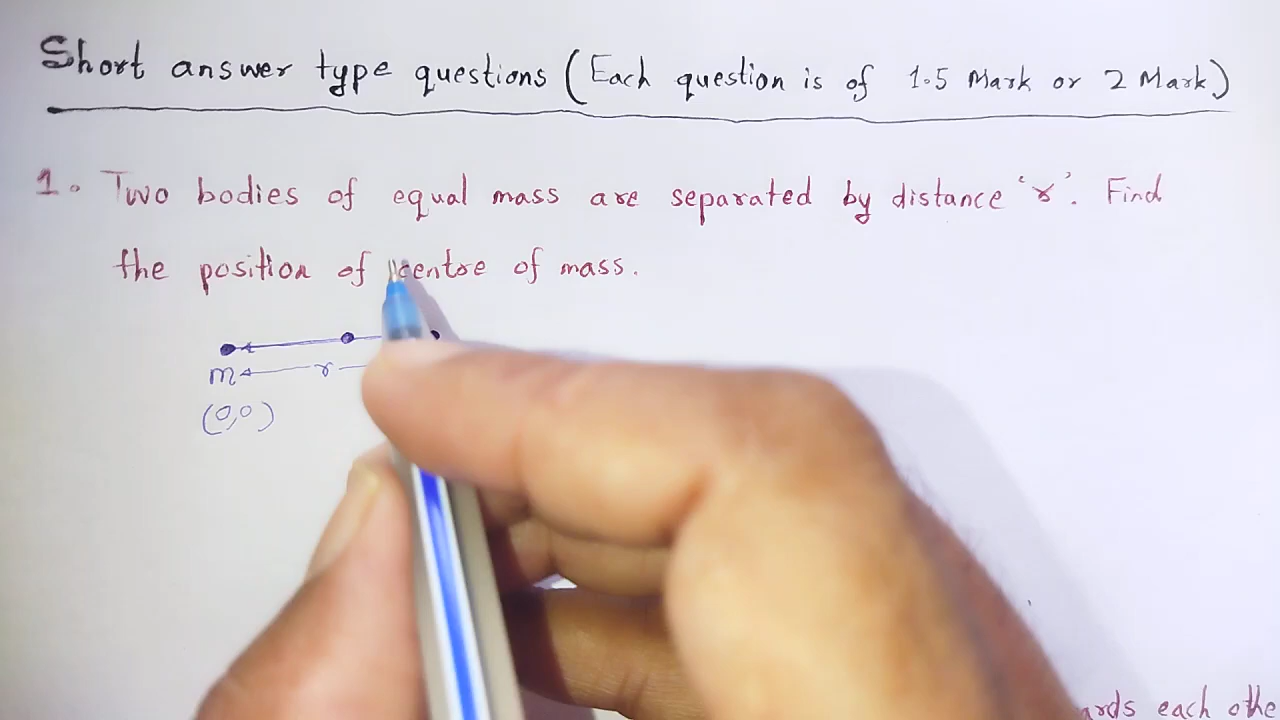 Short answer type questions (Each question is of 1.5 Mark or 2 Mark)
1. Two bodies of equal mass are separated by distance 'r'. Find
the position of centre of mass.
m r
(0,0)
ards each othe